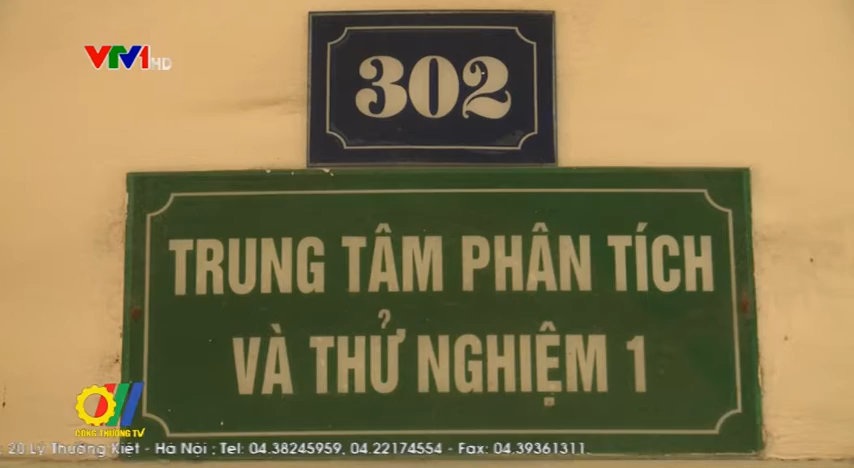 VTV1 HD
302
TRUNG TÂM PHÂN TÍCH
VÀ THỬ NGHIỆM 1
CÔNG THƯƠNG TV
: 20 Lý Thường Kiệt - Hà Nội ; Tel: 04.38245959, 04.22174554 - Fax: 04.39361311